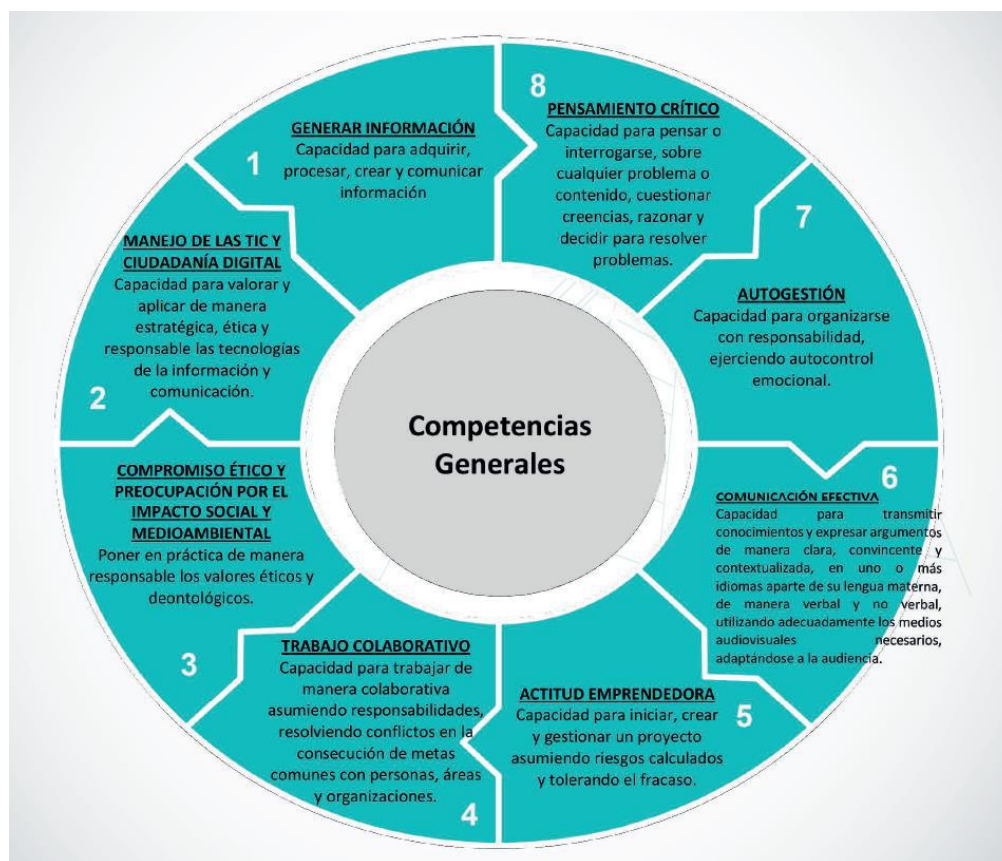 Competencias
Generales
1
GENERAR INFORMACIÓN
Capacidad para adquirir,
procesar, crear y comunicar
información
2
MANEJO DE LAS TIC Y
CIUDADANÍA DIGITAL
Capacidad para valorar y
aplicar de manera
estratégica, ética y
responsable las tecnologías
de la información y
comunicación.
3
COMPROMISO ÉTICO Y
PREOCUPACIÓN POR EL
IMPACTO SOCIAL Y
MEDIOAMBIENTAL
Poner en práctica de manera
responsable los valores éticos y
deontológicos.
4
TRABAJO COLABORATIVO
Capacidad para trabajar de
manera colaborativa
asumiendo responsabilidades,
resolviendo conflictos en la
consecución de metas
comunes con personas, áreas
y organizaciones.
5
ACTITUD EMPRENDEDORA
Capacidad para iniciar, crear
y gestionar un proyecto
asumiendo riesgos calculados
y tolerando el fracaso.
6
COMUNICACIÓN EFECTIVA
Capacidad para transmitir
conocimientos y expresar argumentos
de manera clara, convincente y
contextualizada, en uno o más
idiomas aparte de su lengua materna,
de manera verbal y no verbal,
utilizando adecuadamente los medios
audiovisuales necesarios,
adaptándose a la audiencia.
7
AUTOGESTIÓN
Capacidad para organizarse
con responsabilidad,
ejerciendo autocontrol
emocional.
8
PENSAMIENTO CRÍTICO
Capacidad para pensar o
interrogarse, sobre
cualquier problema o
contenido, cuestionar
creencias, razonar y
decidir para resolver
problemas.